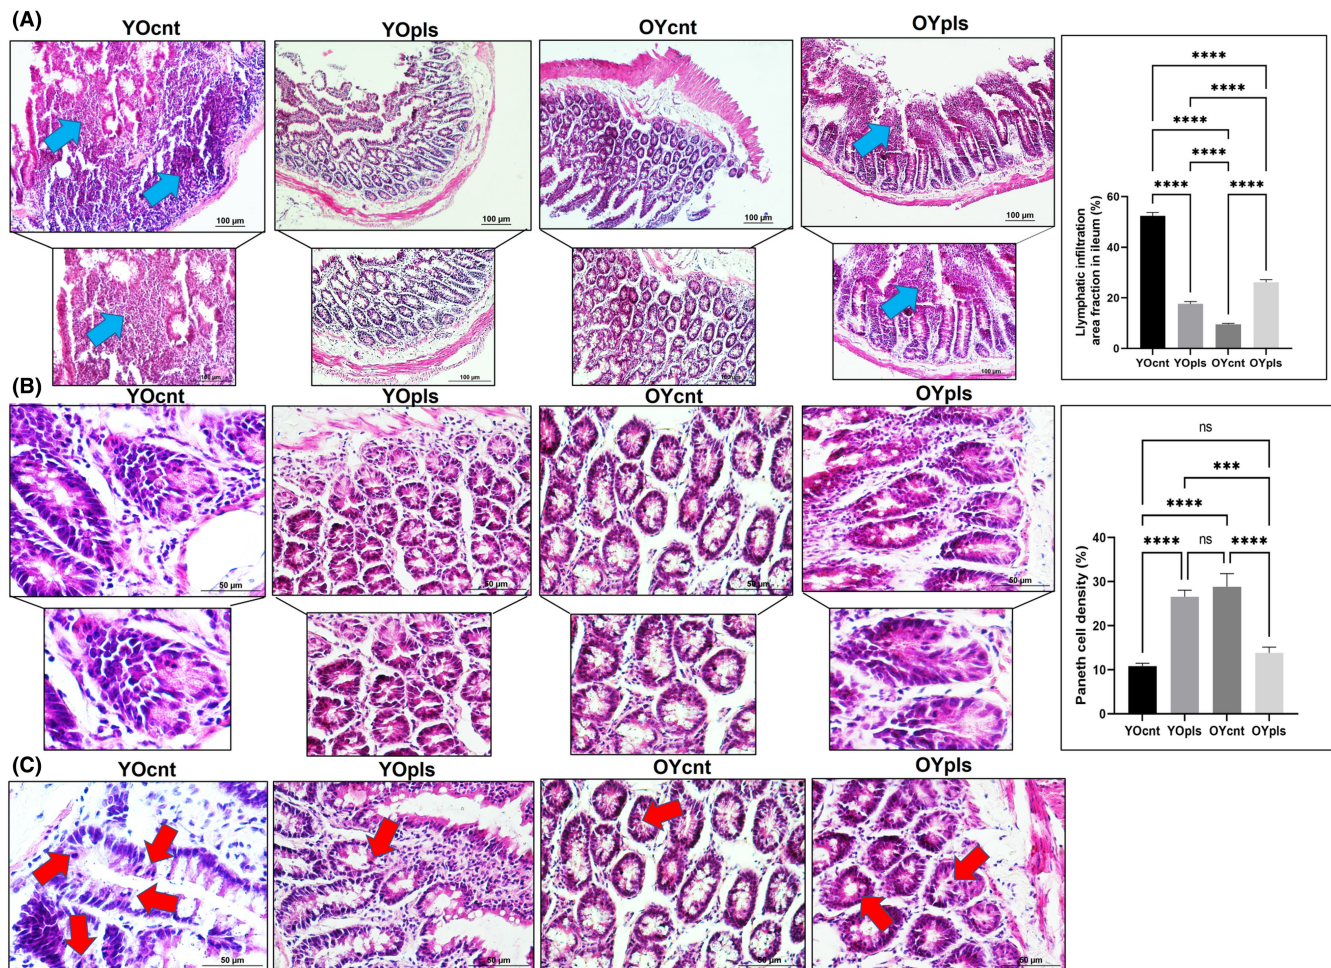 (A)
YOcnt YOpls OYcnt OYpls
100 µm 100 µm 100 µm 100 µm
100 µm 100 µm 100 µm 100 µm
****
****
****
****
**** ****
Llymphatic infiltration
area fraction in ileum (%)
60
40
20
0
YOcnt YOpls OYcnt OYpls
(B)
YOcnt YOpls OYcnt OYpls
50 µm 50 µm 50 µm 50 µm
ns
***
****
**** ns ****
Paneth cell density (%)
40
30
20
10
0
YOcnt YOpls OYcnt OYpls
(C)
YOcnt YOpls OYcnt OYpls
50 µm 50 µm 50 µm 50 µm